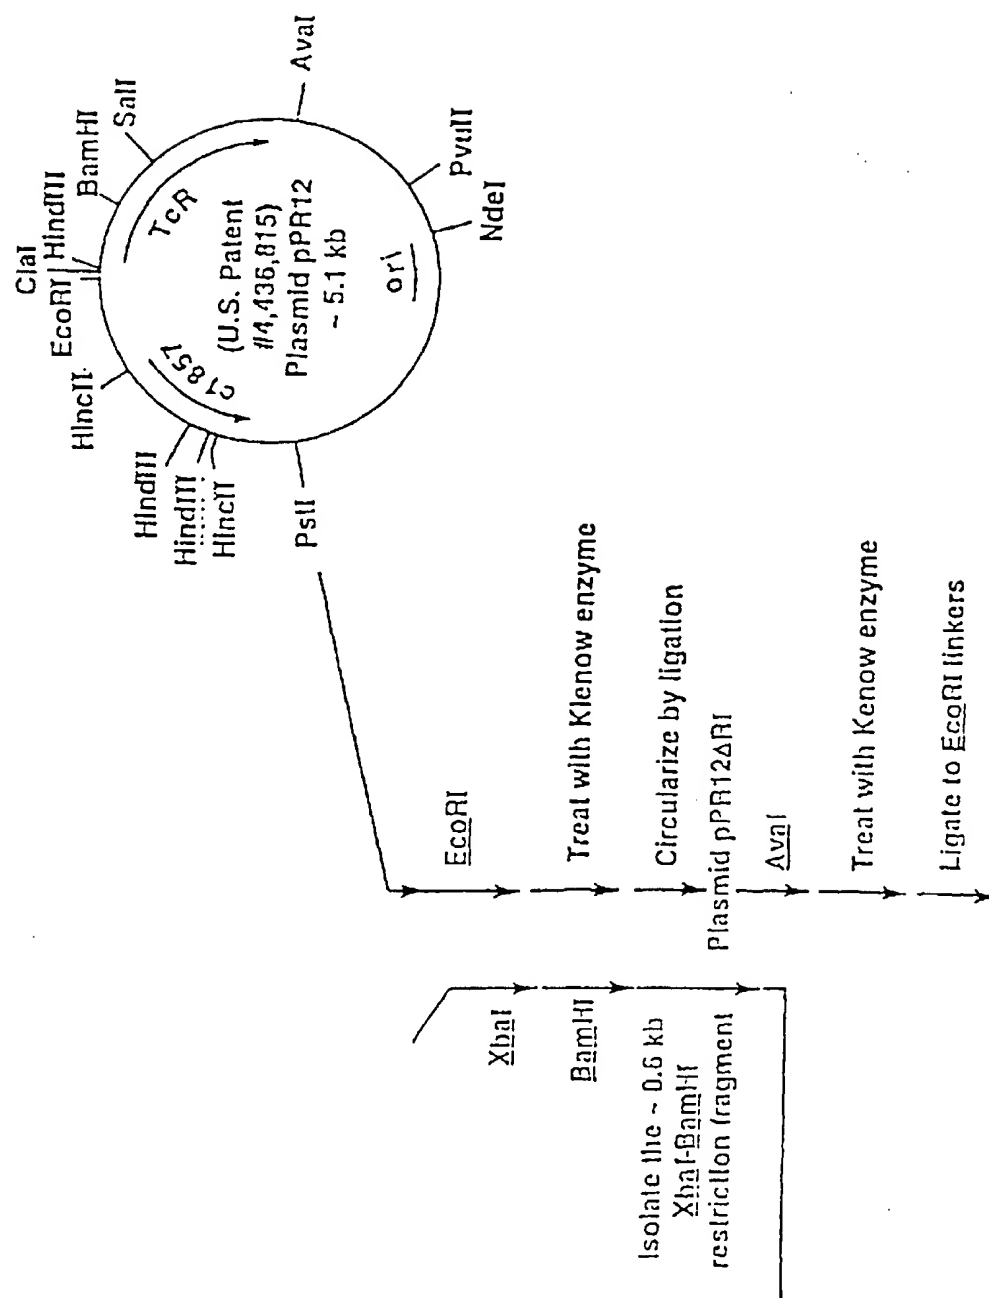 ClaI
EcoRI
HindIII
BamHI
SalI
AvaI
PvuII
NdeI
HincII
HindIII
HindIII
HincII
PstI
TcR
c1857
(U.S. Patent
#4,436,815)
Plasmid pPR12
~ 5.1 kb
ori
EcoRI
Treat with Klenow enzyme
Circularize by ligation
Plasmid pPR12ΔRI
AvaI
Treat with Kenow enzyme
Ligate to EcoRI linkers
XbaI
BamHI
Isolate the ~ 0.6 kb
XbaI-BamHI
restriction fragment